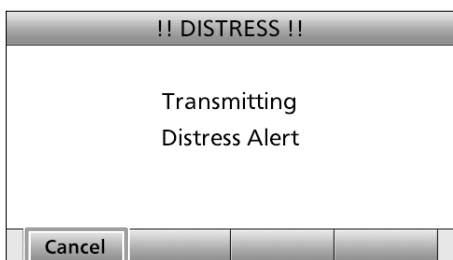 !! DISTRESS !!
Transmitting
Distress Alert
Cancel